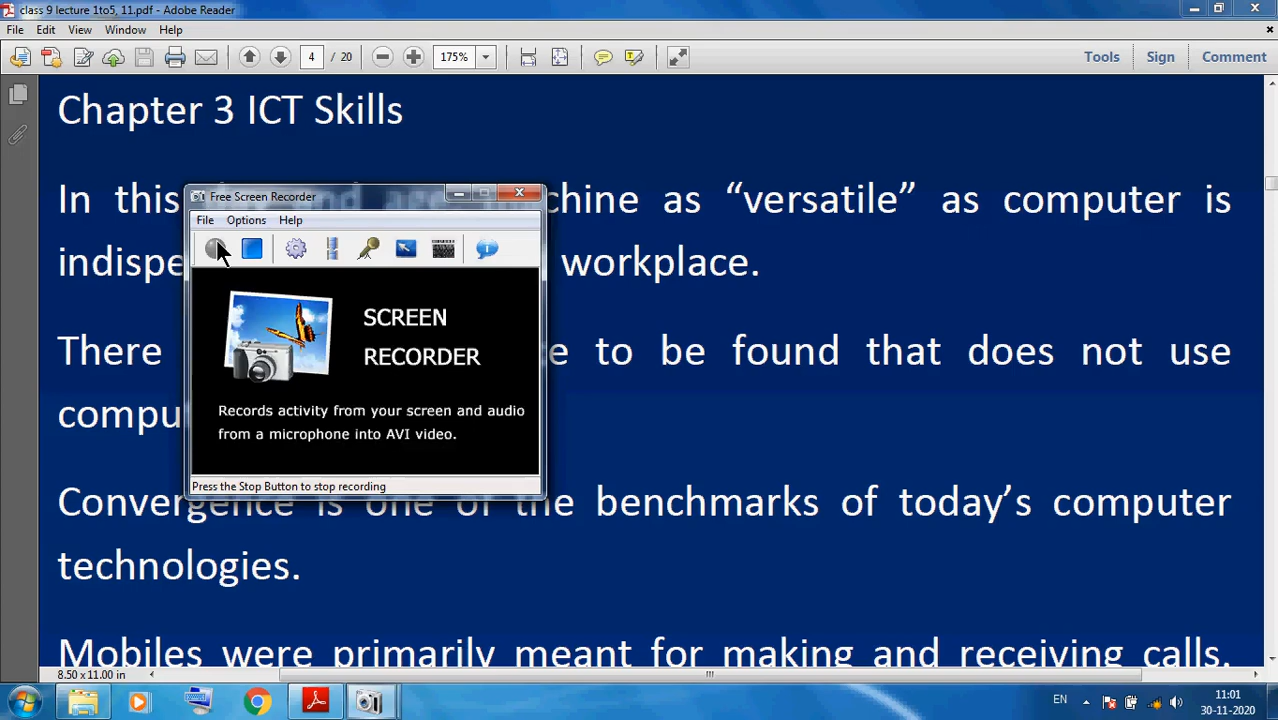 class 9 lecture 1to5, 11.pdf - Adobe Reader
File Edit View Window Help
4 / 20 175% Tools Sign Comment
Chapter 3 ICT Skills
In this machine as “versatile” as computer is
workplace.
There to be found that does not use
Convergence is one of the benchmarks of today’s computer
technologies.
Mobiles were primarily meant for making and receiving calls.
Free Screen Recorder
File Options Help
SCREEN
RECORDER
Records activity from your screen and audio
from a microphone into AVI video.
Press the Stop Button to stop recording
8.50 x 11.00 in
EN 11:01
30-11-2020